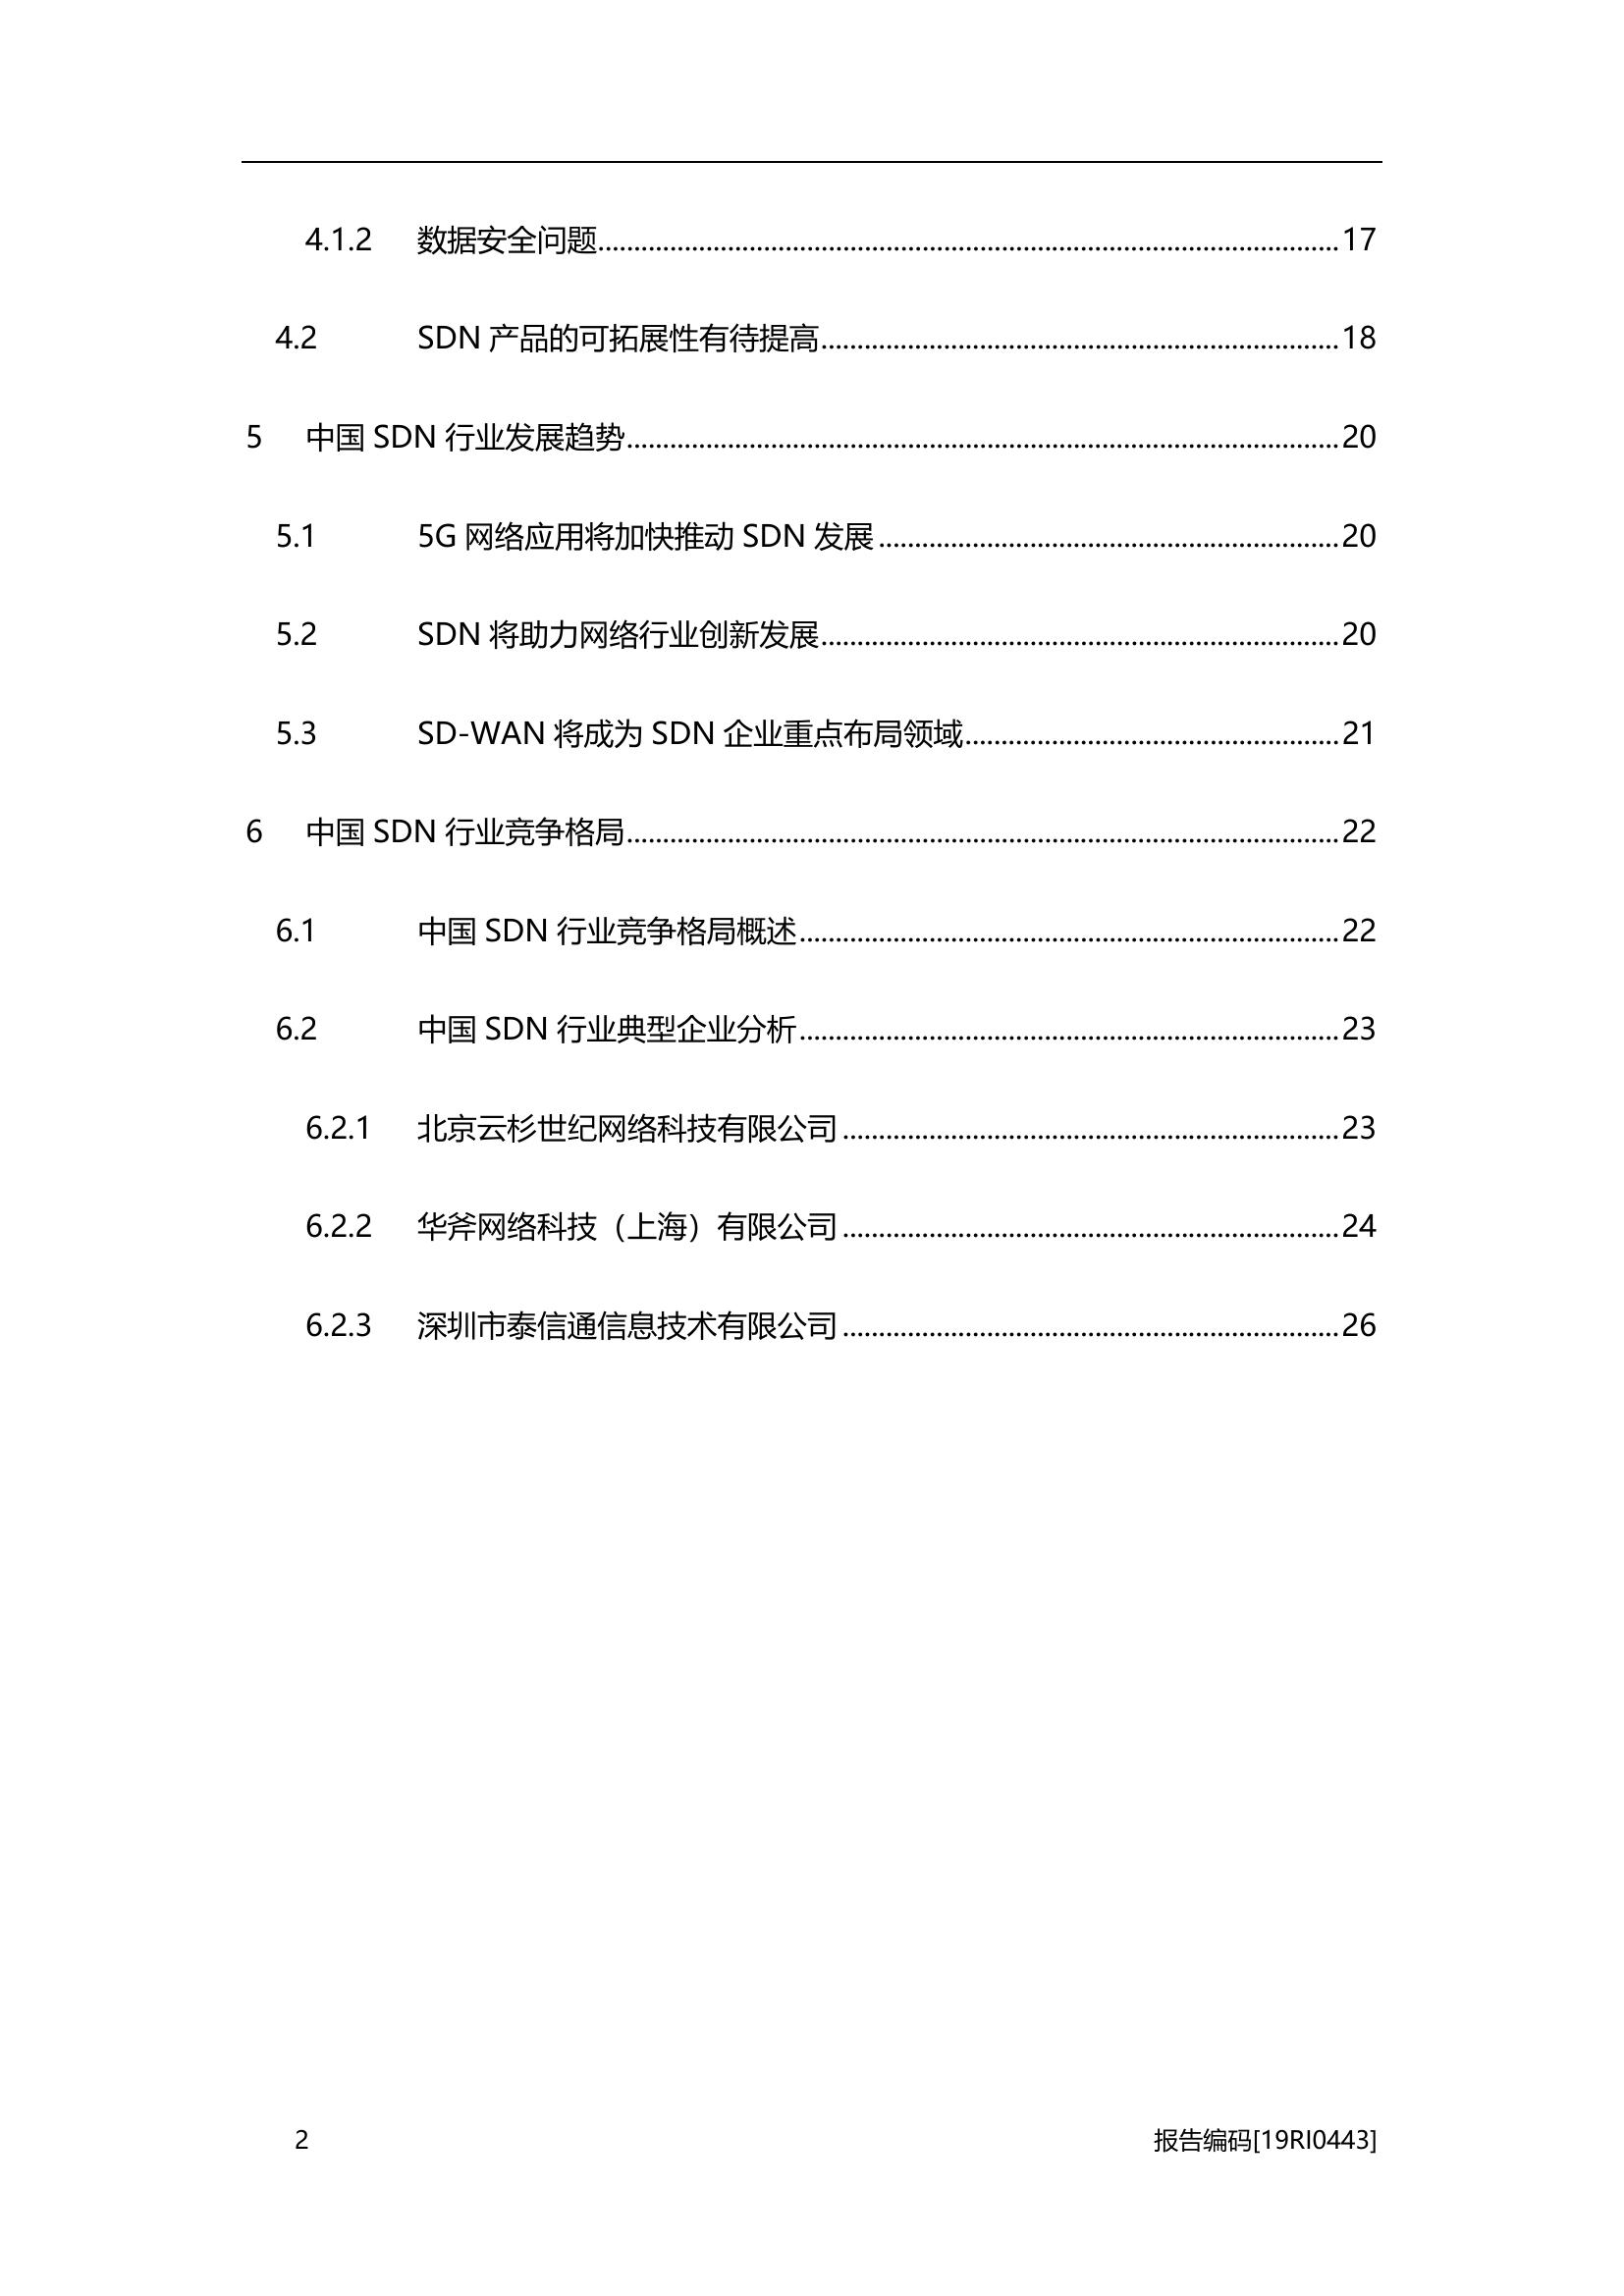 4.1.2 数据安全问题........................................17
4.2 SDN 产品的可拓展性有待提高........................................18
5 中国 SDN 行业发展趋势........................................20
5.1 5G 网络应用将加快推动 SDN 发展........................................20
5.2 SDN 将助力网络行业创新发展........................................20
5.3 SD-WAN 将成为 SDN 企业重点布局领域........................................21
6 中国 SDN 行业竞争格局........................................22
6.1 中国 SDN 行业竞争格局概述........................................22
6.2 中国 SDN 行业典型企业分析........................................23
6.2.1 北京云杉世纪网络科技有限公司........................................23
6.2.2 华斧网络科技（上海）有限公司........................................24
6.2.3 深圳市泰信通信息技术有限公司........................................26
2 报告编码[19RI0443]